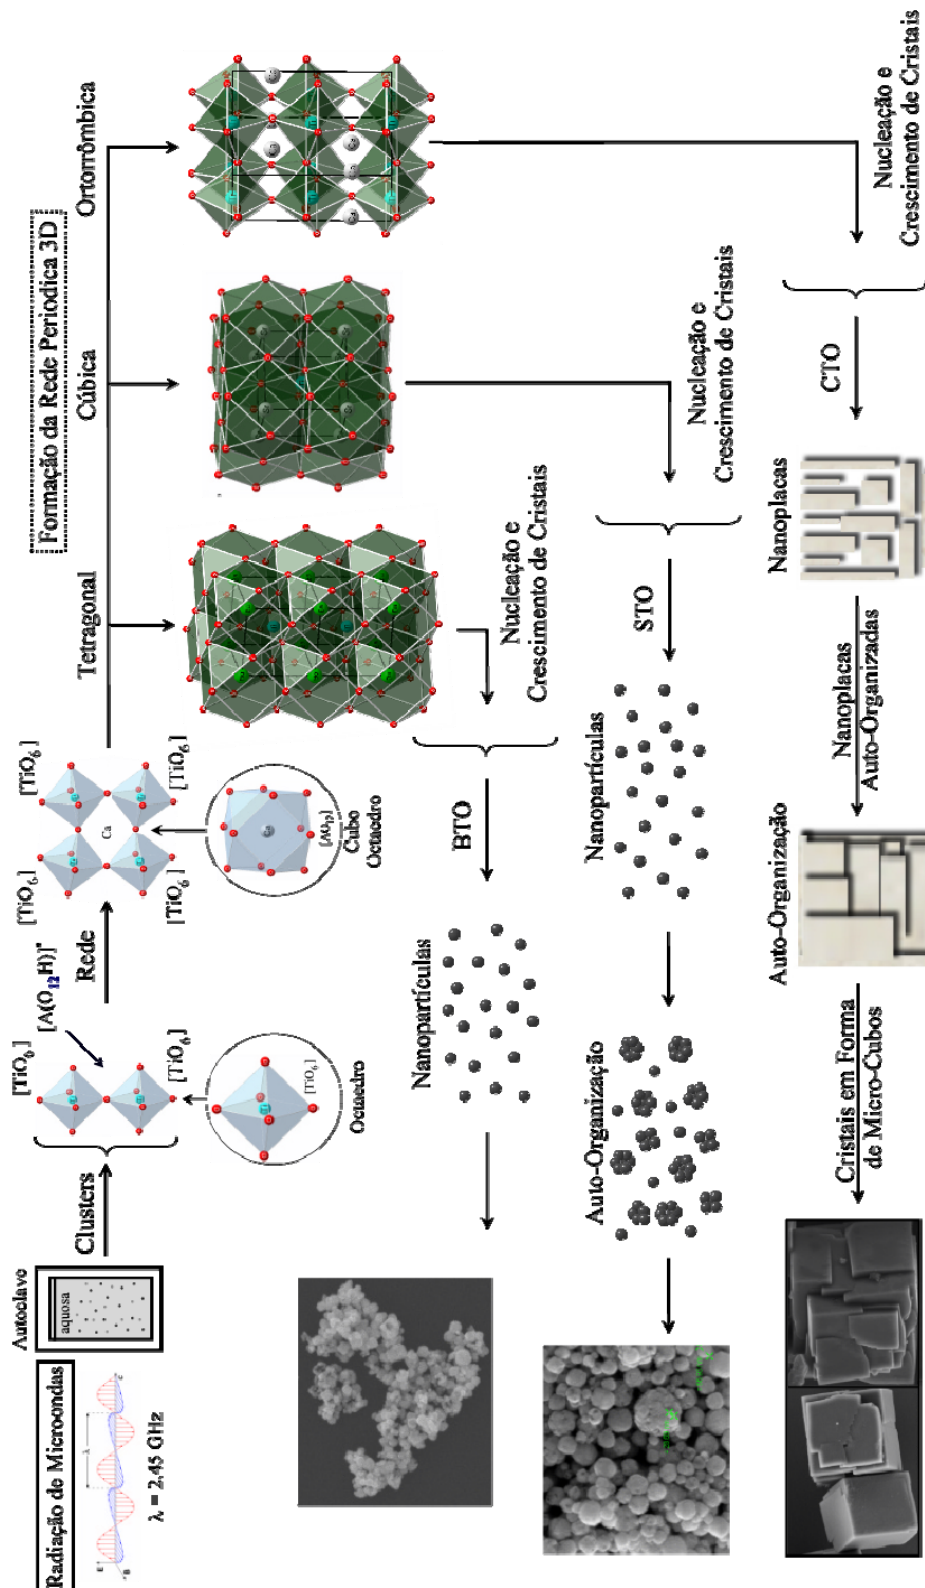 Radiação de Microondas
λ = 2.45 GHz
E
B
λ
c
Autoclave
aquosa
Clusters
[TiO6]
[TiO6]
[TiO6]
Octaedro
[A(O12H)]"
Rede
[TiO6]
[TiO6]
[TiO6]
[TiO6]
Ca
[AO12]
Cubo
Octaedro
Formação da Rede Periodica 3D
Tetragonal
Cúbica
Ortorrômbica
Nucleação e
Crescimento de Cristais
BTO
Nanopartículas
Nucleação e
Crescimento de Cristais
STO
Nanopartículas
Auto-Organização
Nucleação e
Crescimento de Cristais
CTO
Nanoplacas
Nanoplacas
Auto-Organizadas
Auto-Organização
Cristais em Forma
de Micro-Cubos